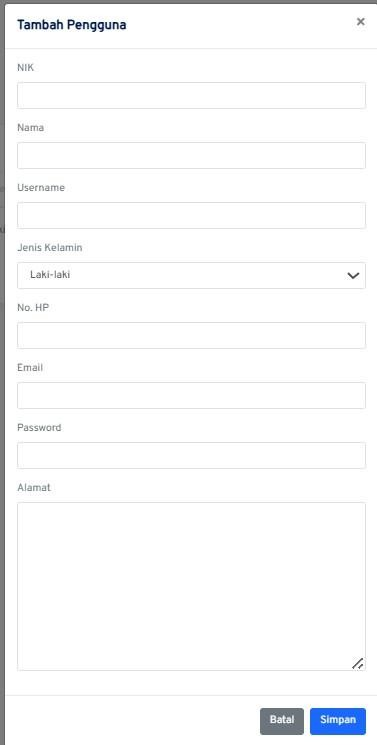 Tambah Pengguna
×
NIK
Nama
Username
Jenis Kelamin
Laki-laki
No. HP
Email
Password
Alamat
Batal Simpan